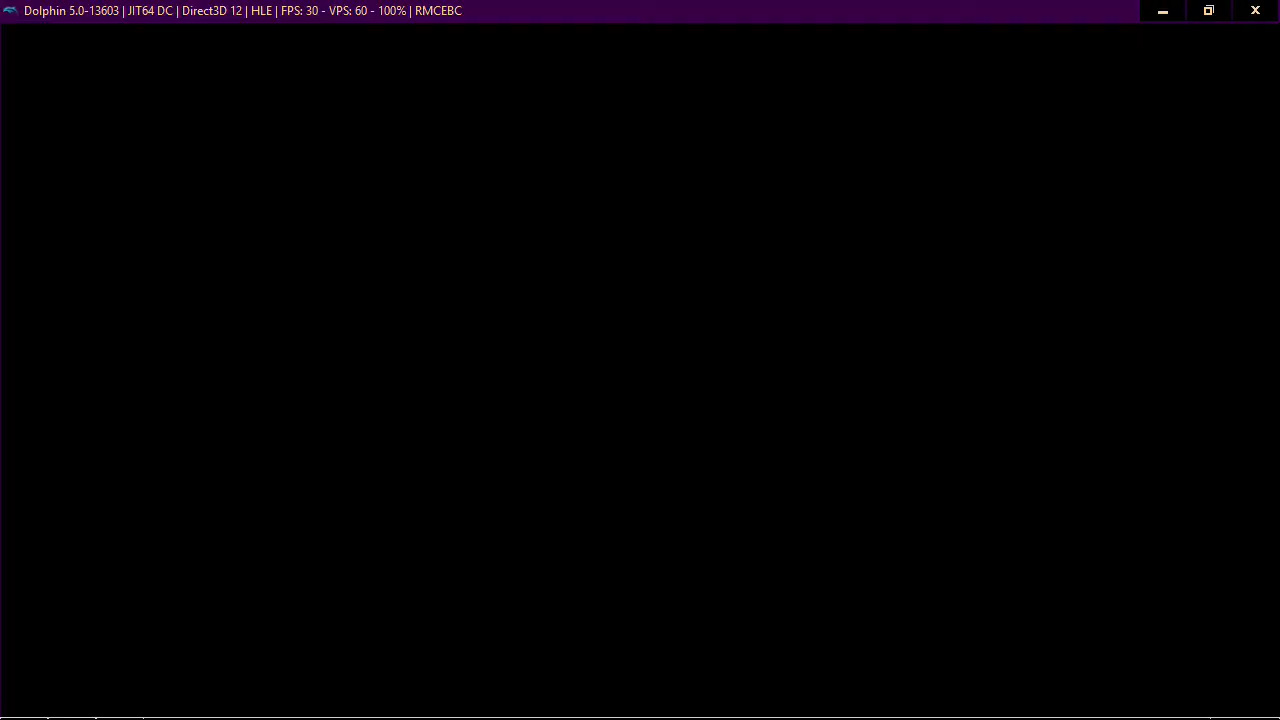 Dolphin 5.0-13603 | JIT64 DC | Direct3D 12 | HLE | FPS: 30 - VPS: 60 - 100% | RMCEBC